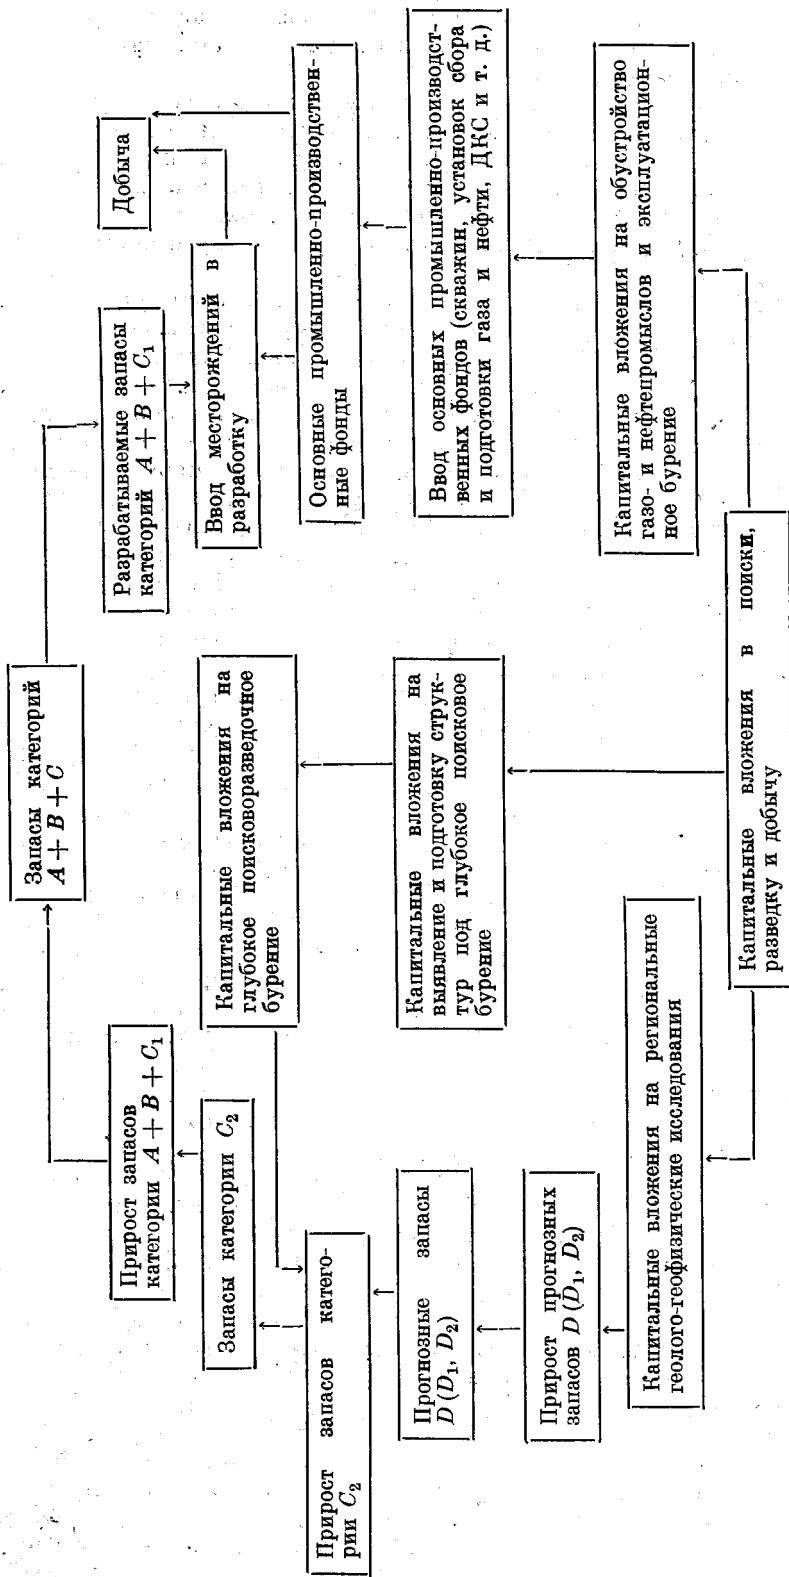 Запасы категорий
A + B + C
Прирост запасов
категории A + B + C₁
Разрабатываемые запасы
категорий A + B + C₁
Добыча
Запасы категории C₂
Капитальные вложения на
глубокое поисковоразведочное
бурение
Ввод месторождений в
разработку
Прирост запасов катего-
рии C₂
Основные промышленно-производствен-
ные фонды
Прогнозные запасы
D (D₁, D₂)
Капитальные вложения на
выявление и подготовку струк-
тур под глубокое поисковое
бурение
Ввод основных промышленно-производст-
венных фондов (скважин, установок сбора
и подготовки газа и нефти, ДКС и т. д.)
Прирост прогнозных
запасов D (D₁, D₂)
Капитальные вложения на региональные
геолого-геофизические исследования
Капитальные вложения на обустройство
газо- и нефтепромыслов и эксплуатацион-
ное бурение
Капитальные вложения в поиски,
разведку и добычу